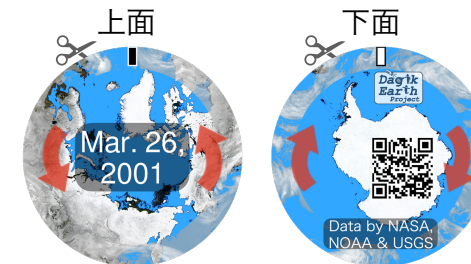 上面
下面
Mar. 26,
2001
Dagik
Earth
Project
Data by NASA,
NOAA & USGS